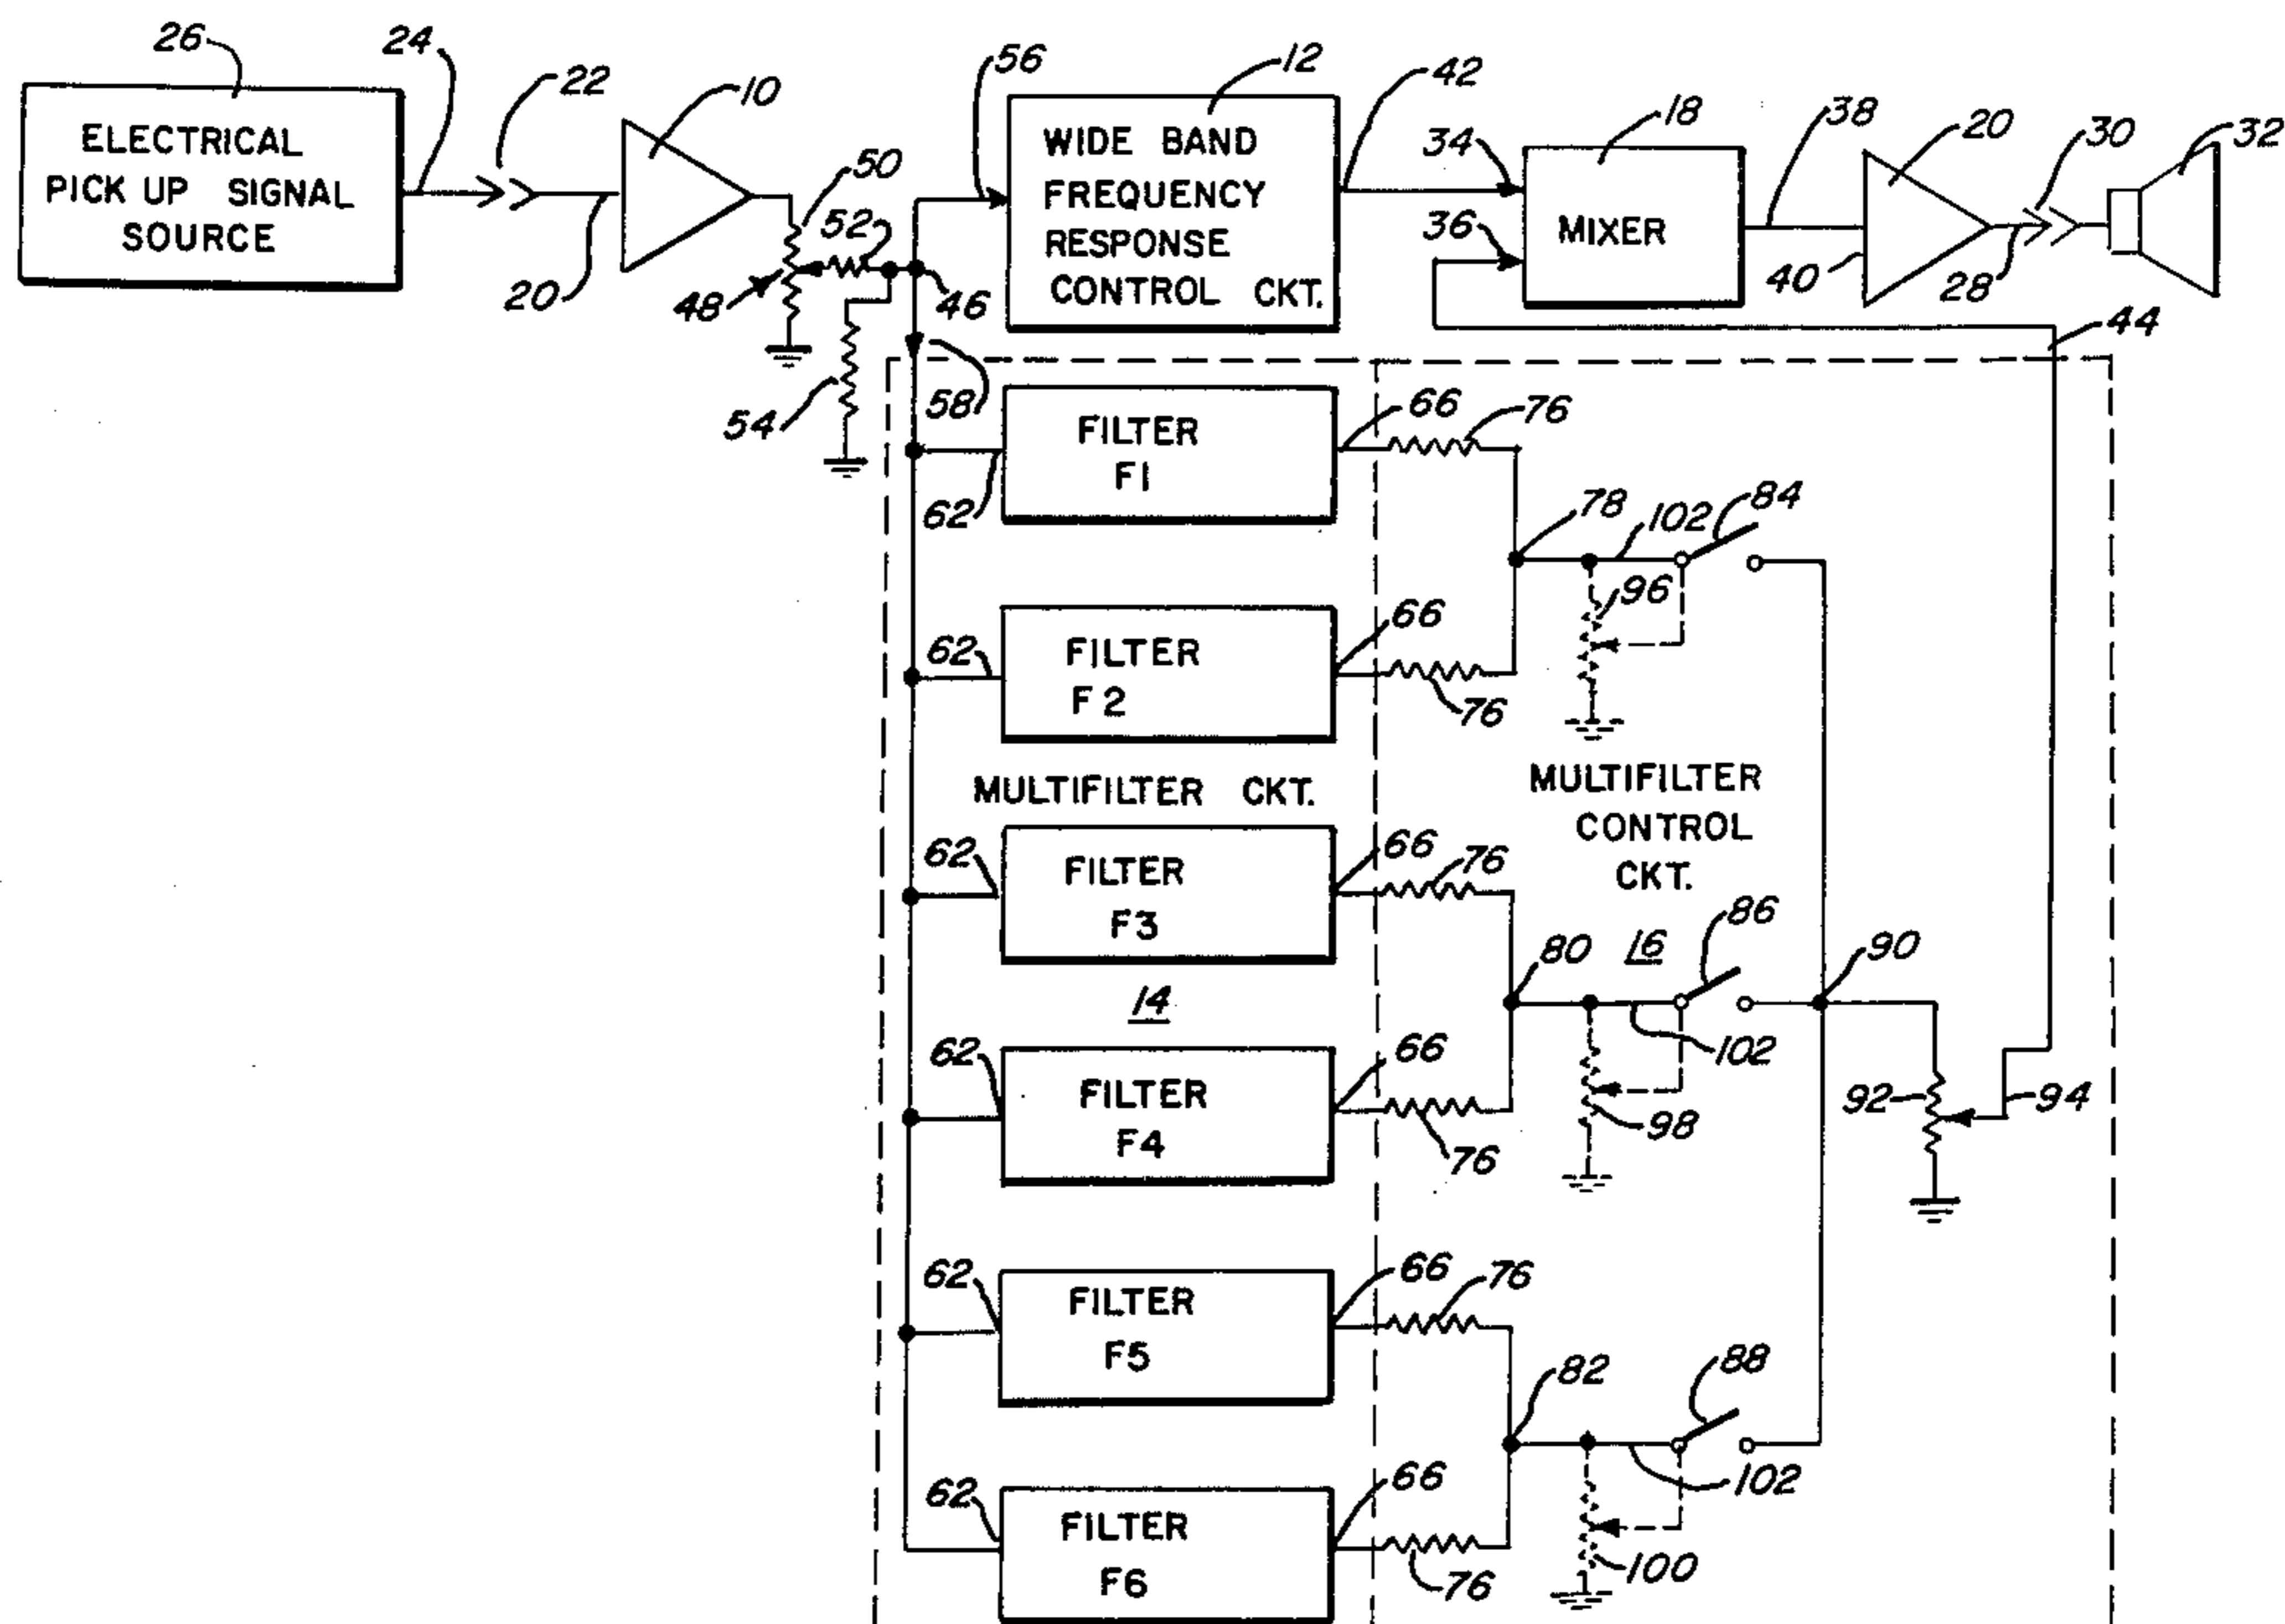 26
24
22
10
56
12
42
18
38
20
30
32
ELECTRICAL
PICK UP SIGNAL
SOURCE
20
50
52
48
46
54
58
WIDE BAND
FREQUENCY
RESPONSE
CONTROL CKT.
34
36
MIXER
40
28
44
FILTER
F1
62
66
76
78
102
84
96
FILTER
F2
62
66
76
MULTIFILTER CKT.
MULTIFILTER
CONTROL
CKT.
16
FILTER
F3
62
66
76
14
80
86
90
102
98
92
94
FILTER
F4
62
66
76
FILTER
F5
62
66
76
82
88
102
100
FILTER
F6
62
66
76